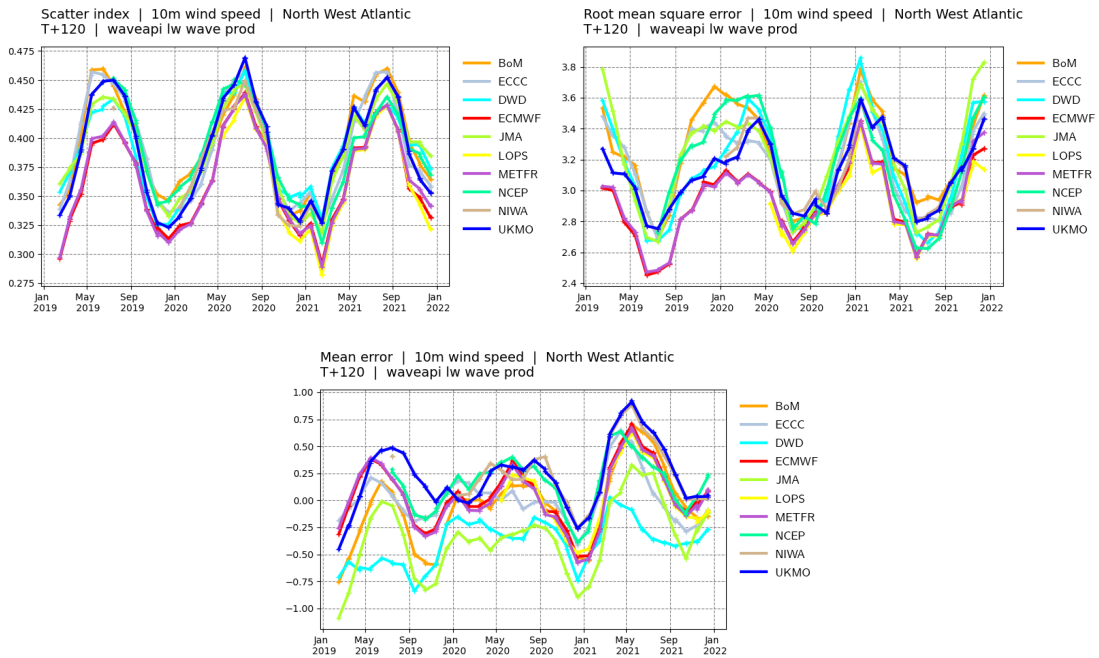 Scatter index | 10m wind speed | North West Atlantic
T+120 | waveapi lw wave prod
0.475
0.450
0.425
0.400
0.375
0.350
0.325
0.300
0.275
Jan 2019
May 2019
Sep 2019
Jan 2020
May 2020
Sep 2020
Jan 2021
May 2021
Sep 2021
Jan 2022
BoM
ECCC
DWD
ECMWF
JMA
LOPS
METFR
NCEP
NIWA
UKMO
Root mean square error | 10m wind speed | North West Atlantic
T+120 | waveapi lw wave prod
3.8
3.6
3.4
3.2
3.0
2.8
2.6
2.4
Jan 2019
May 2019
Sep 2019
Jan 2020
May 2020
Sep 2020
Jan 2021
May 2021
Sep 2021
Jan 2022
BoM
ECCC
DWD
ECMWF
JMA
LOPS
METFR
NCEP
NIWA
UKMO
Mean error | 10m wind speed | North West Atlantic
T+120 | waveapi lw wave prod
1.00
0.75
0.50
0.25
0.00
−0.25
−0.50
−0.75
−1.00
Jan 2019
May 2019
Sep 2019
Jan 2020
May 2020
Sep 2020
Jan 2021
May 2021
Sep 2021
Jan 2022
BoM
ECCC
DWD
ECMWF
JMA
LOPS
METFR
NCEP
NIWA
UKMO